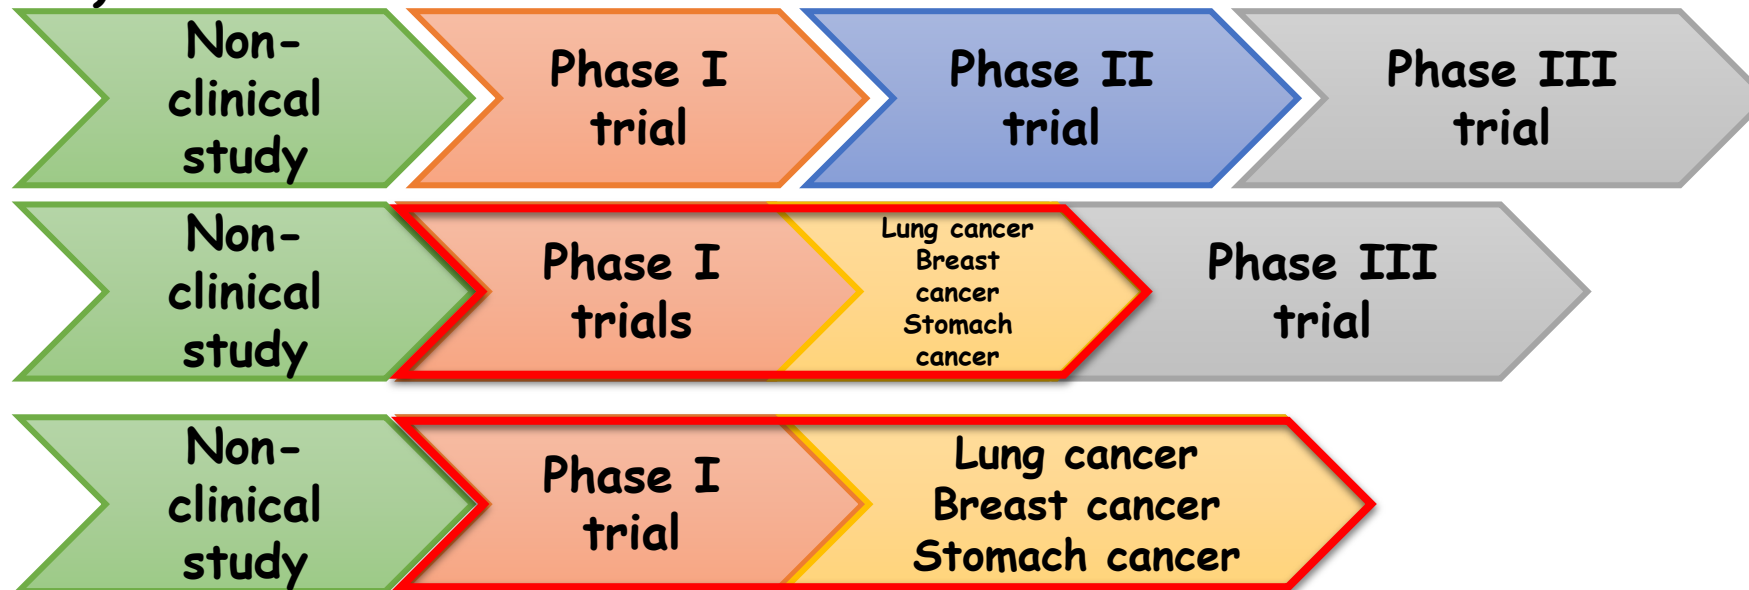 Non-
clinical
study
Phase I
trial
Phase II
trial
Phase III
trial
Non-
clinical
study
Phase I
trials
Lung cancer
Breast
cancer
Stomach
cancer
Phase III
trial
Non-
clinical
study
Phase I
trial
Lung cancer
Breast cancer
Stomach cancer